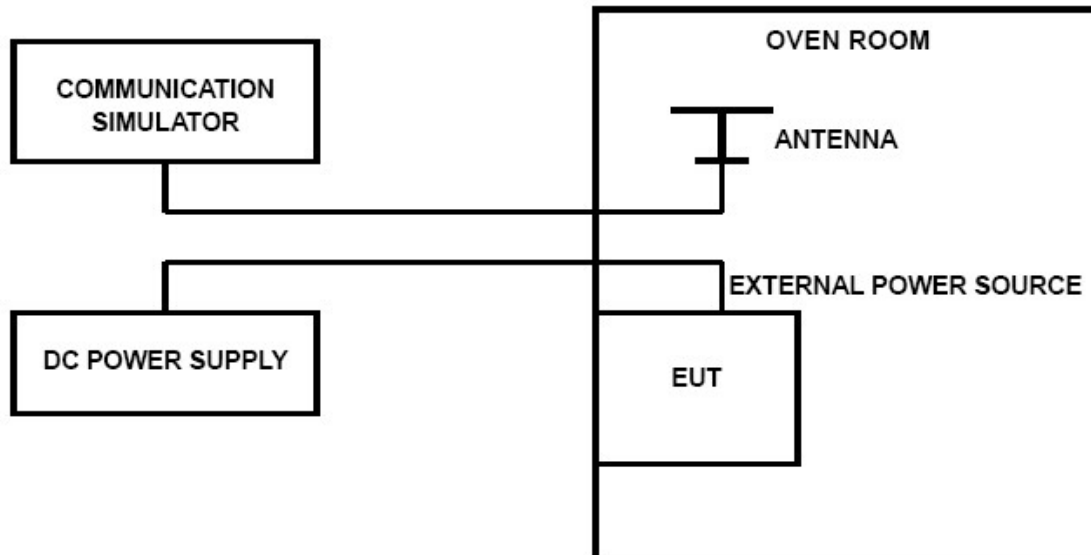 OVEN ROOM
COMMUNICATION
SIMULATOR
ANTENNA
EXTERNAL POWER SOURCE
DC POWER SUPPLY
EUT